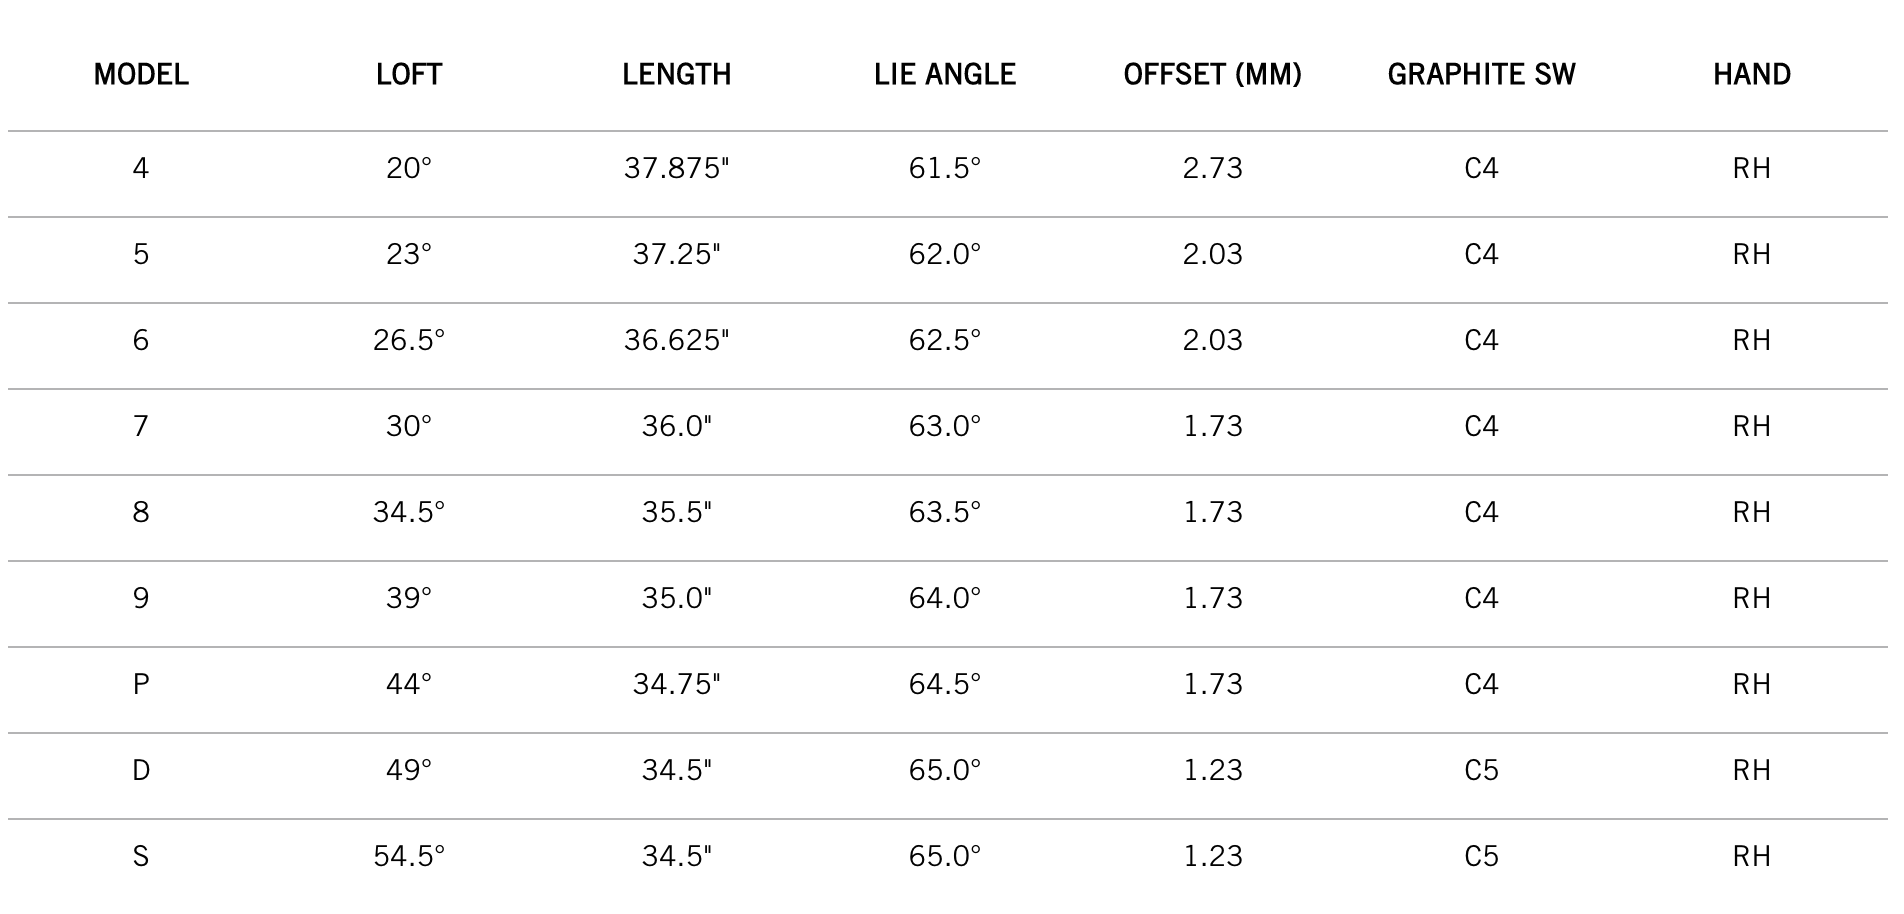 MODEL LOFT LENGTH LIE ANGLE OFFSET (MM) GRAPHITE SW HAND
4 20° 37.875" 61.5° 2.73 C4 RH
5 23° 37.25" 62.0° 2.03 C4 RH
6 26.5° 36.625" 62.5° 2.03 C4 RH
7 30° 36.0" 63.0° 1.73 C4 RH
8 34.5° 35.5" 63.5° 1.73 C4 RH
9 39° 35.0" 64.0° 1.73 C4 RH
P 44° 34.75" 64.5° 1.73 C4 RH
D 49° 34.5" 65.0° 1.23 C5 RH
S 54.5° 34.5" 65.0° 1.23 C5 RH